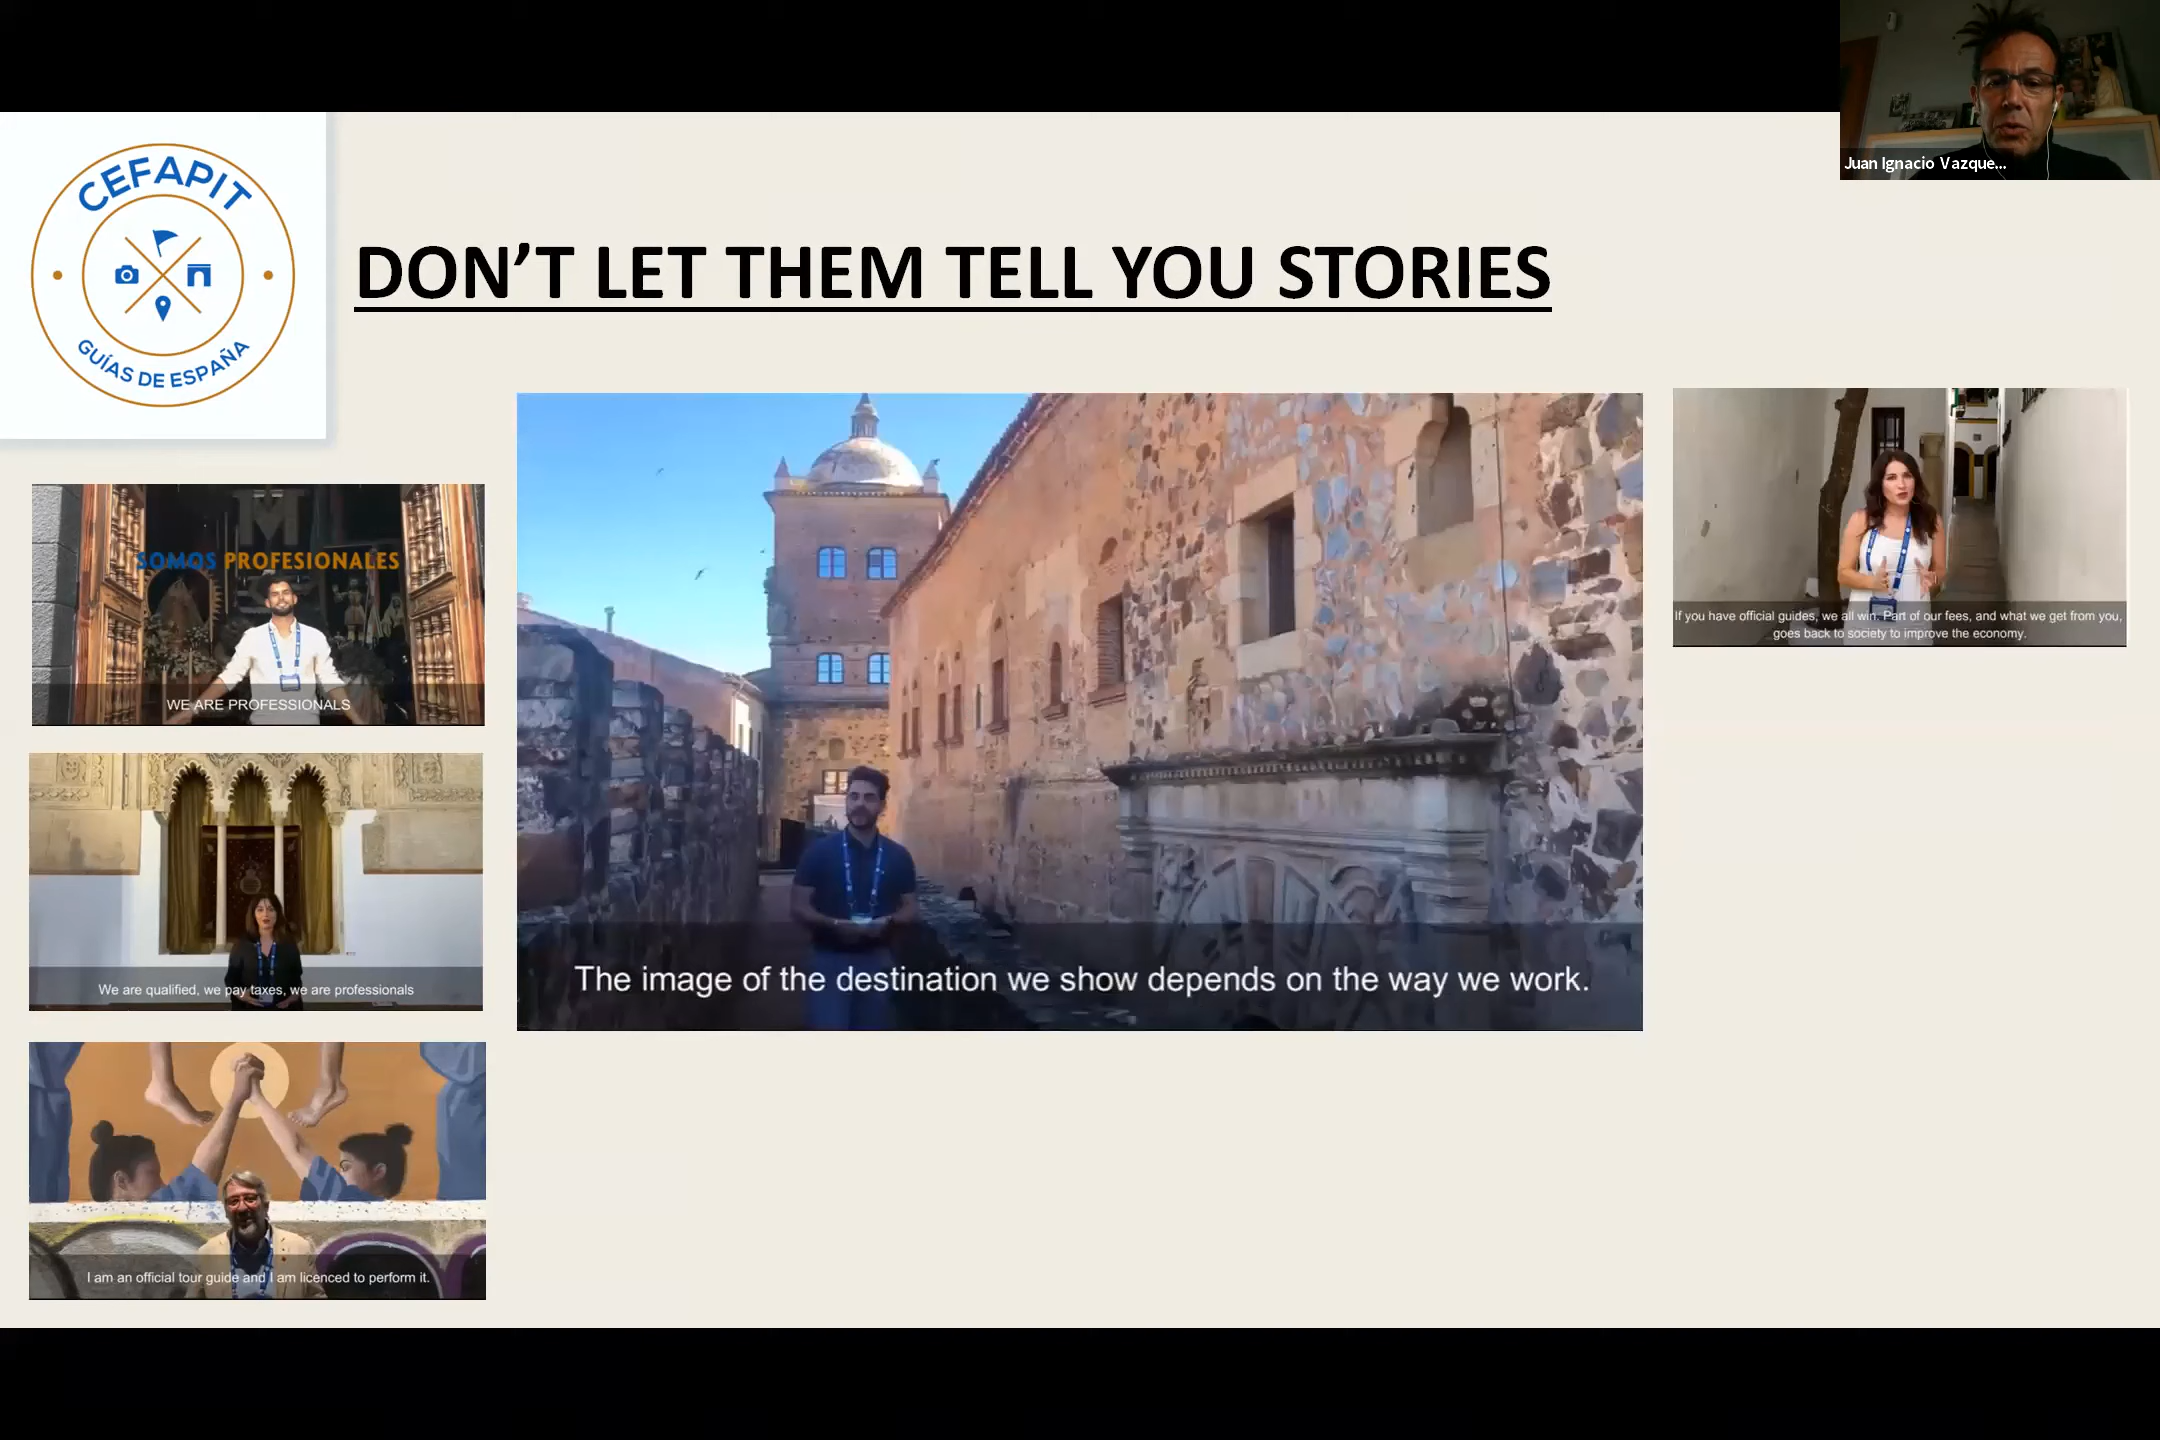 Juan Ignacio Vazque...
CEFAPIT
GUÍAS DE ESPAÑA
DON’T LET THEM TELL YOU STORIES
SOMOS PROFESIONALES
WE ARE PROFESSIONALS
We are qualified, we pay taxes, we are professionals
I am an official tour guide and I am licenced to perform it.
The image of the destination we show depends on the way we work.
If you have official guides, we all win. Part of our fees, and what we get from you,
goes back to society to improve the economy.